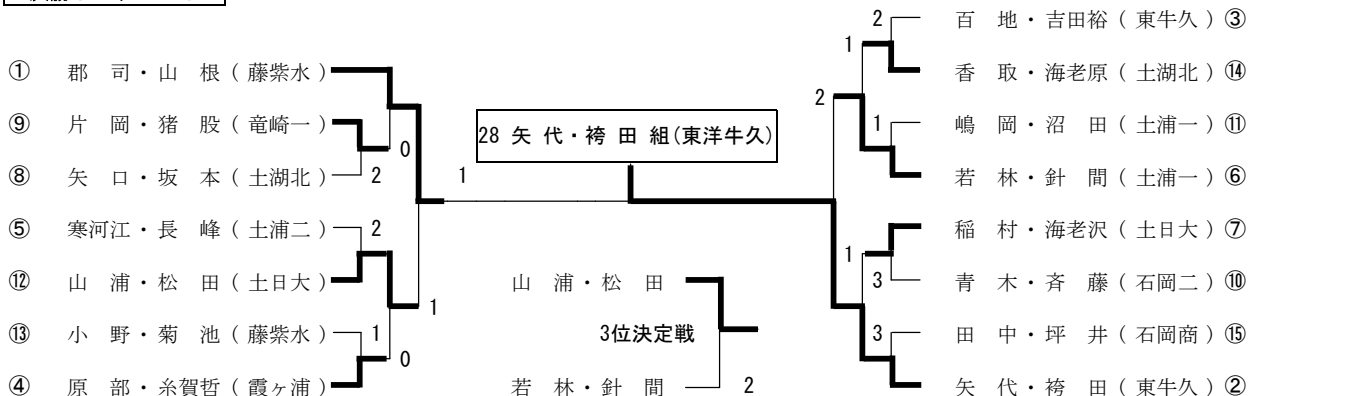 2 百 地・吉田裕（東牛久）③
1
① 郡 司・山 根（藤紫水） 香 取・海老原（土湖北）⑭
2
⑨ 片 岡・猪 股（竜崎一） 28 矢 代・袴 田 組(東洋牛久) 1 嶋 岡・沼 田（土浦一）⑪
0
⑧ 矢 口・坂 本（土湖北） 2 1 若 林・針 間（土浦一）⑥
⑤ 寒河江・長 峰（土浦二） 2 稲 村・海老沢（土日大）⑦
1
⑫ 山 浦・松 田（土日大） 山 浦・松 田 3 青 木・斉 藤（石岡二）⑩
1
⑬ 小 野・菊 池（藤紫水） 1 3位決定戦 3 田 中・坪 井（石岡商）⑮
0
④ 原 部・糸賀哲（霞ヶ浦） 若 林・針 間 2 矢 代・袴 田（東牛久）②